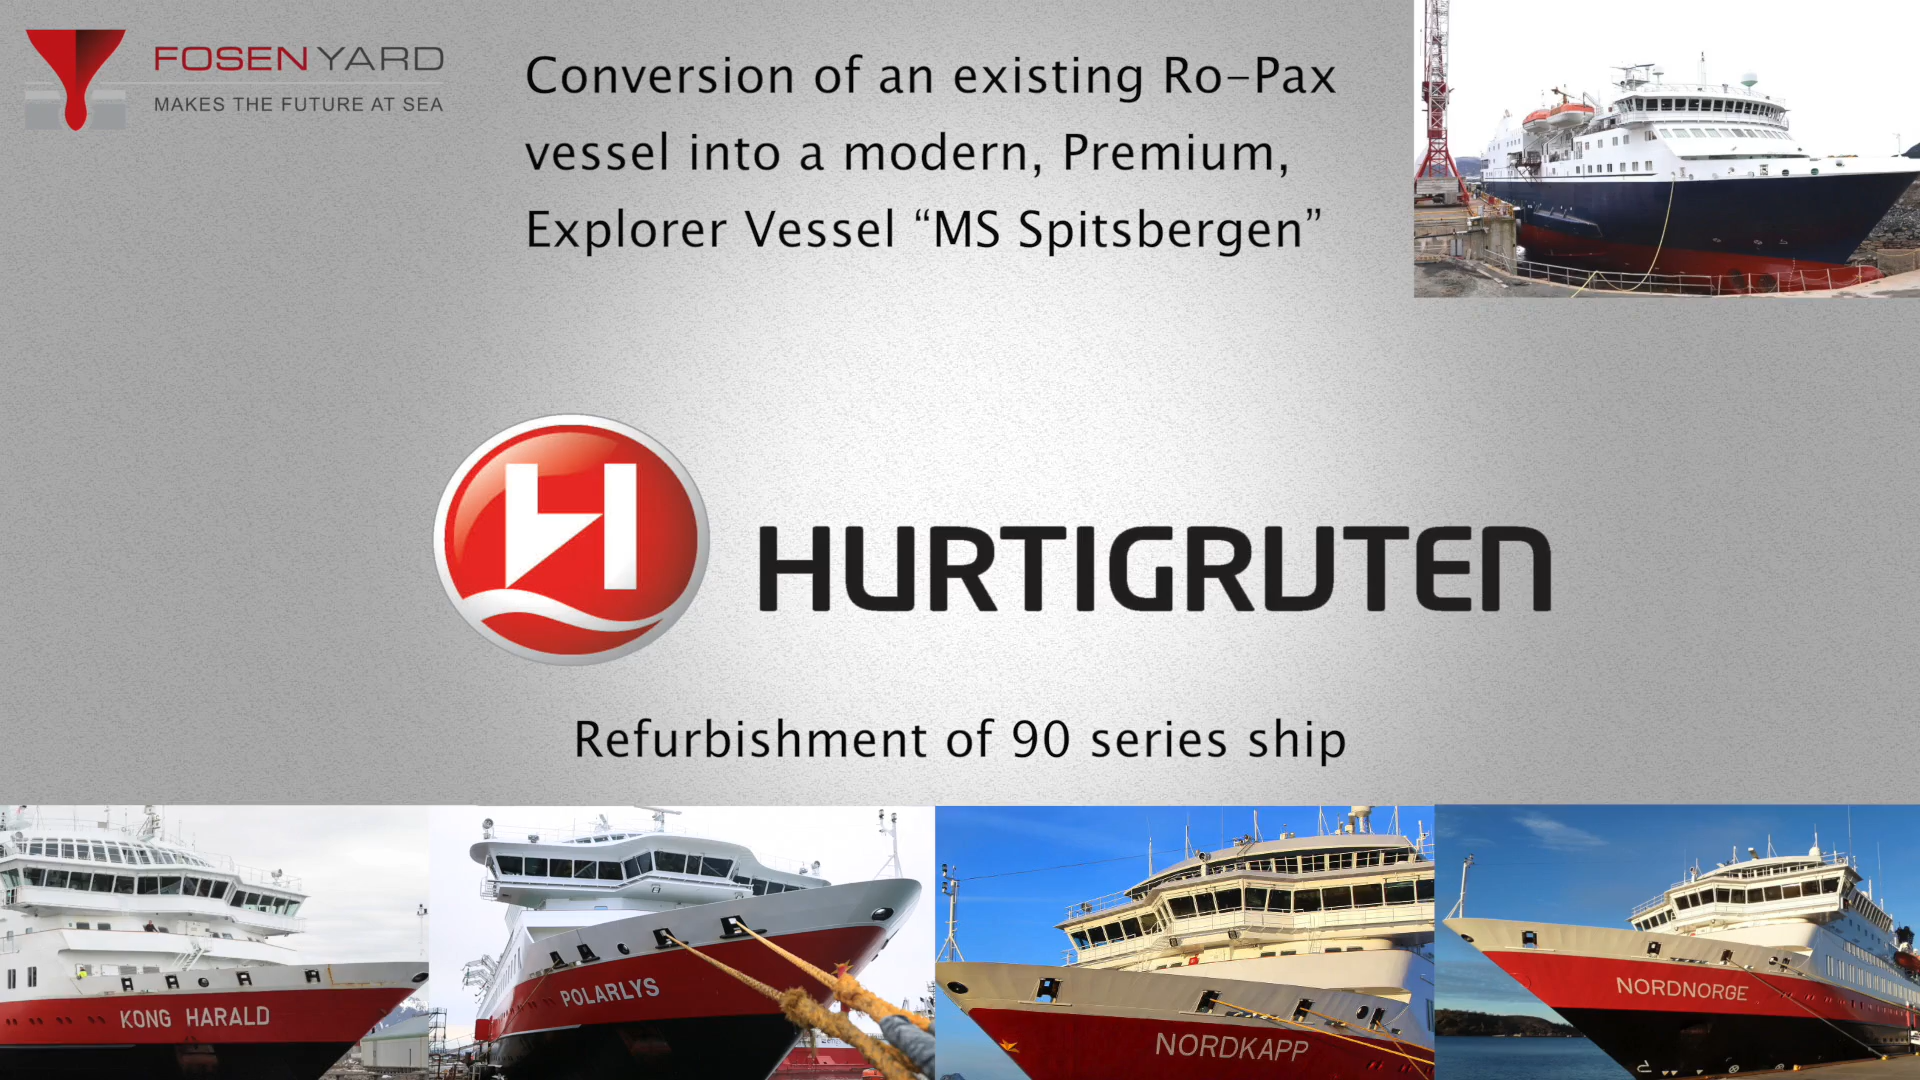 FOSEN YARD
MAKES THE FUTURE AT SEA
Conversion of an existing Ro-Pax
vessel into a modern, Premium,
Explorer Vessel “MS Spitsbergen”
HURTIGRUTEN
Refurbishment of 90 series ship
KONG HARALD
POLARLYS
NORDKAPP
NORDNORGE